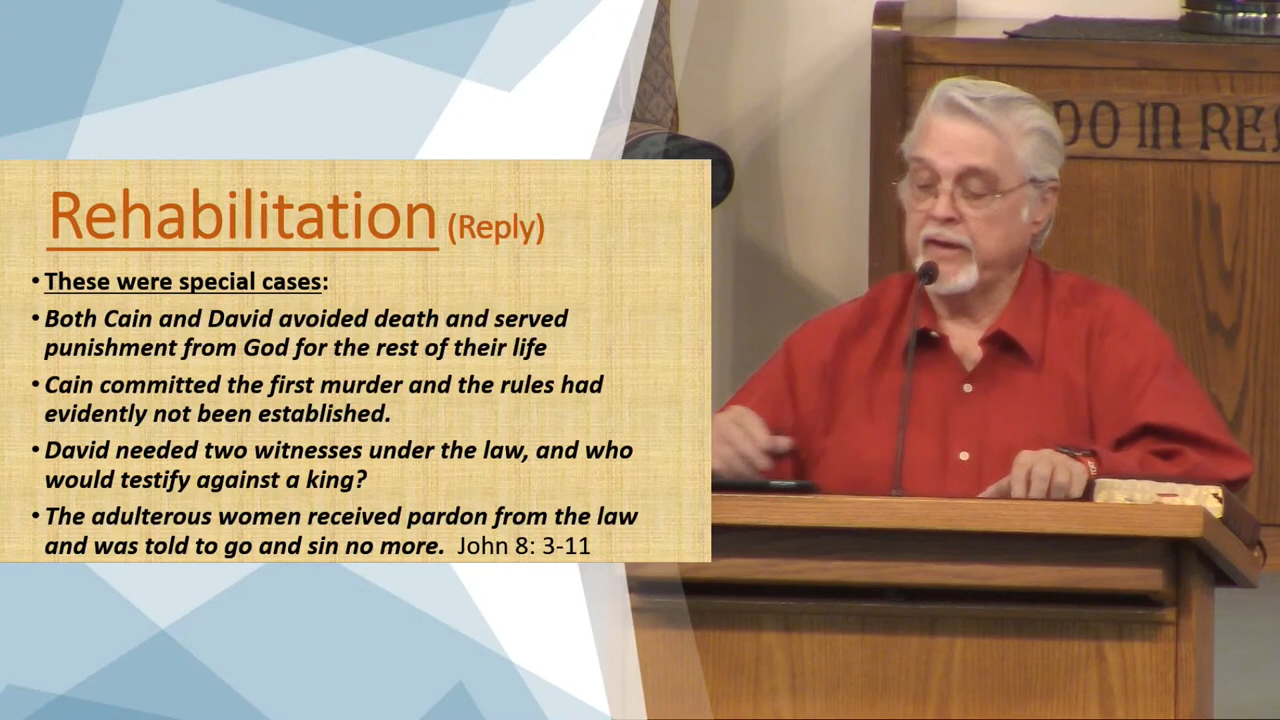 Rehabilitation (Reply)
• These were special cases:
• Both Cain and David avoided death and served
punishment from God for the rest of their life
• Cain committed the first murder and the rules had
evidently not been established.
• David needed two witnesses under the law, and who
would testify against a king?
• The adulterous women received pardon from the law
and was told to go and sin no more. John 8: 3-11
DO IN RE